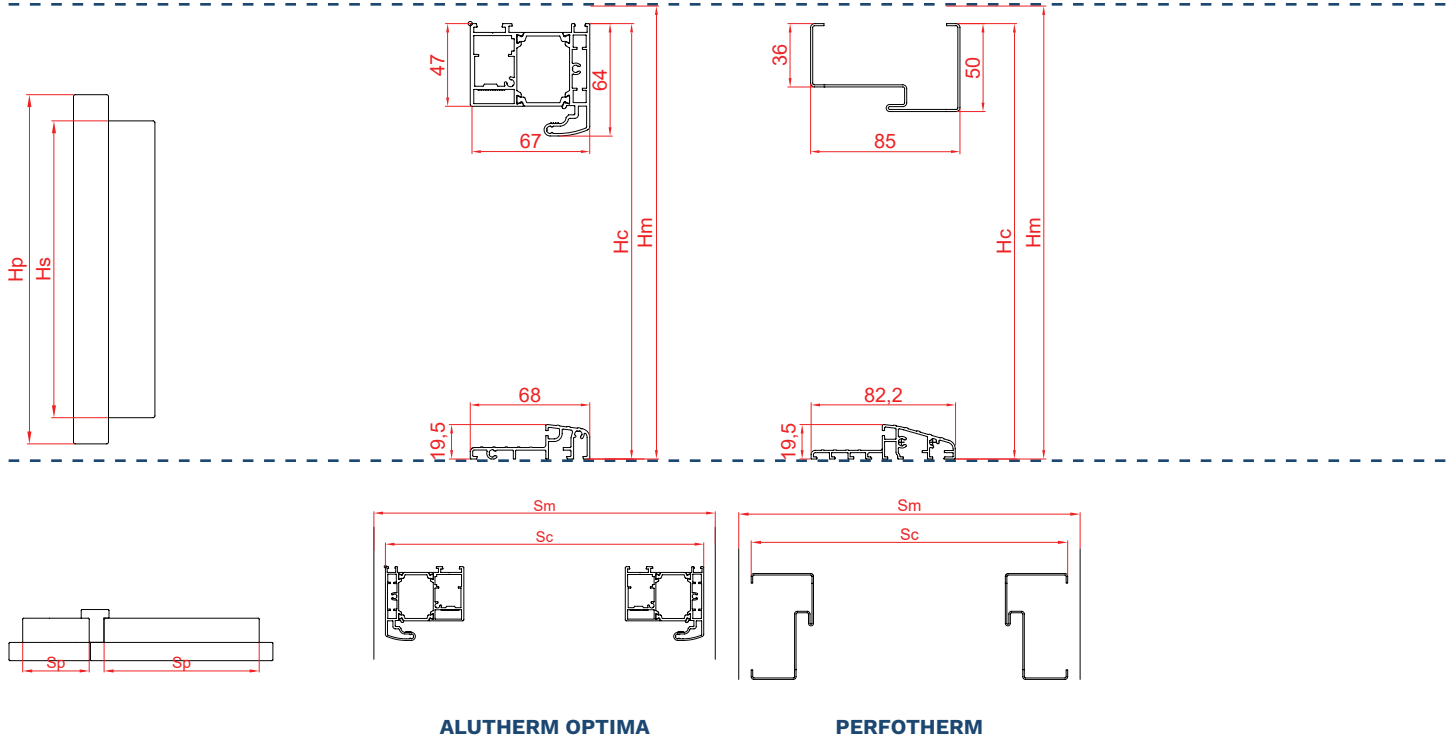 Hp
Hs
47
64
67
Hc
Hm
36
50
85
Hc
Hm
68
19,5
82,2
19,5
Sm
Sc
Sm
Sc
Sp
Sp
ALUTHERM OPTIMA
PERFOTHERM